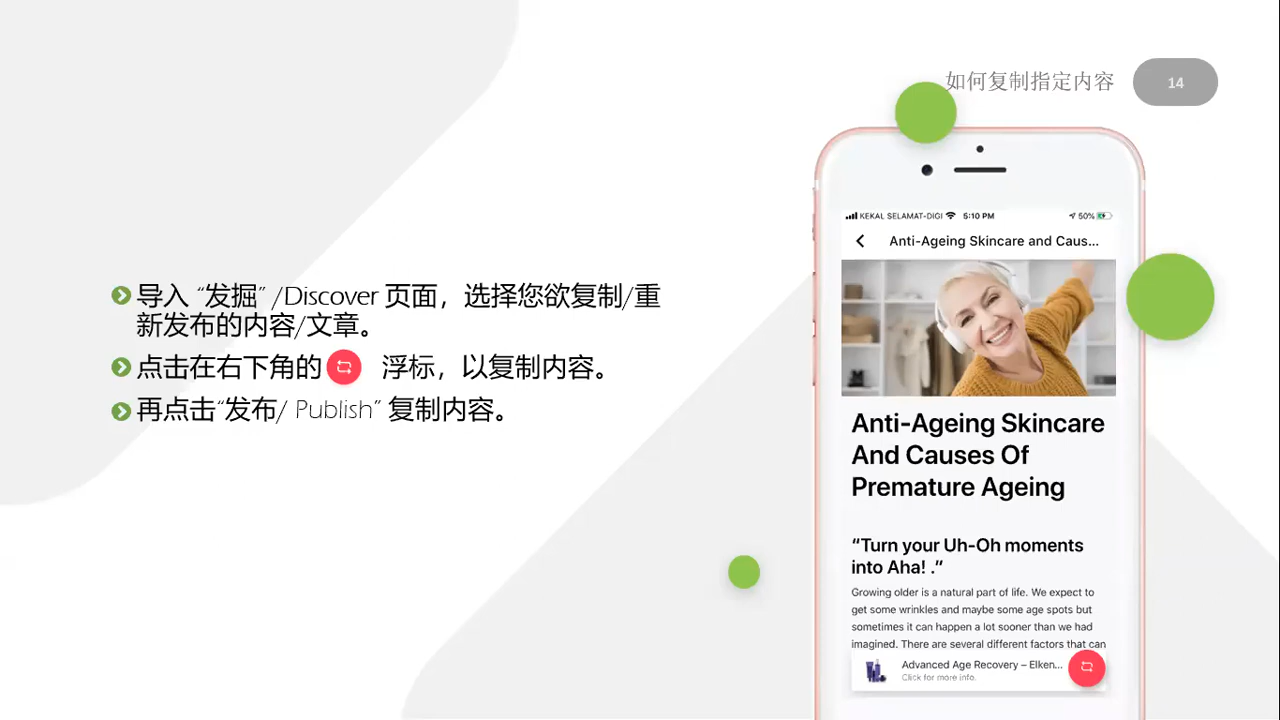 如何复制指定内容
14
导入 “发掘” /Discover 页面，选择您欲复制/重
新发布的内容/文章。
点击在右下角的 浮标，以复制内容。
再点击“发布/ Publish” 复制内容。
KEKAL SELAMAT-DIGI 5:10 PM 50%
Anti-Ageing Skincare and Caus...
Anti-Ageing Skincare
And Causes Of
Premature Ageing
“Turn your Uh-Oh moments
into Aha! .”
Growing older is a natural part of life. We expect to
get some wrinkles and maybe some age spots but
sometimes it can happen a lot sooner than we had
imagined. There are several different factors that can
Advanced Age Recovery – Elken...
Click for more info.